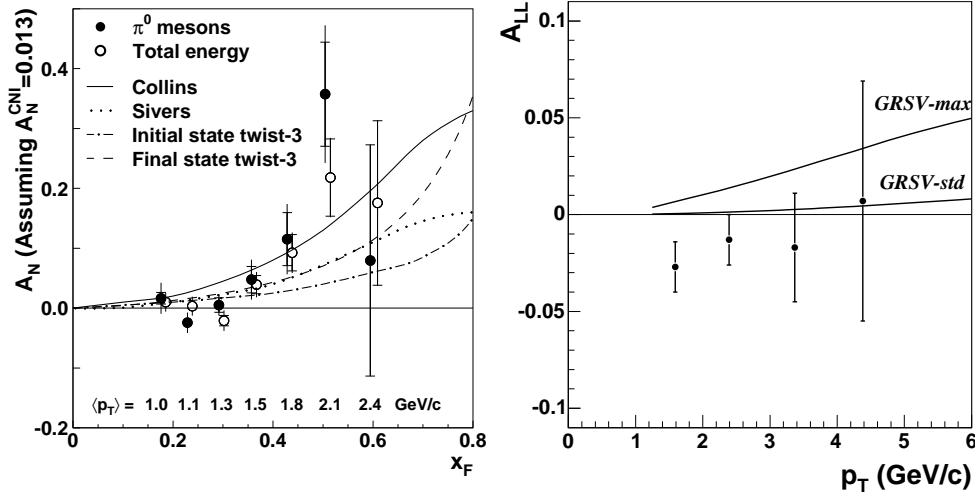 A_N (Assuming A_N^CNI=0.013)
π⁰ mesons
Total energy
Collins
Sivers
Initial state twist-3
Final state twist-3
0.4
0.2
0.0
-0.2
⟨p_T⟩ = 1.0 1.1 1.3 1.5 1.8 2.1 2.4 GeV/c
0 0.2 0.4 0.6 0.8
x_F
A_LL
0.1
0.05
0
-0.05
-0.1
GRSV-max
GRSV-std
0 1 2 3 4 5 6
p_T (GeV/c)